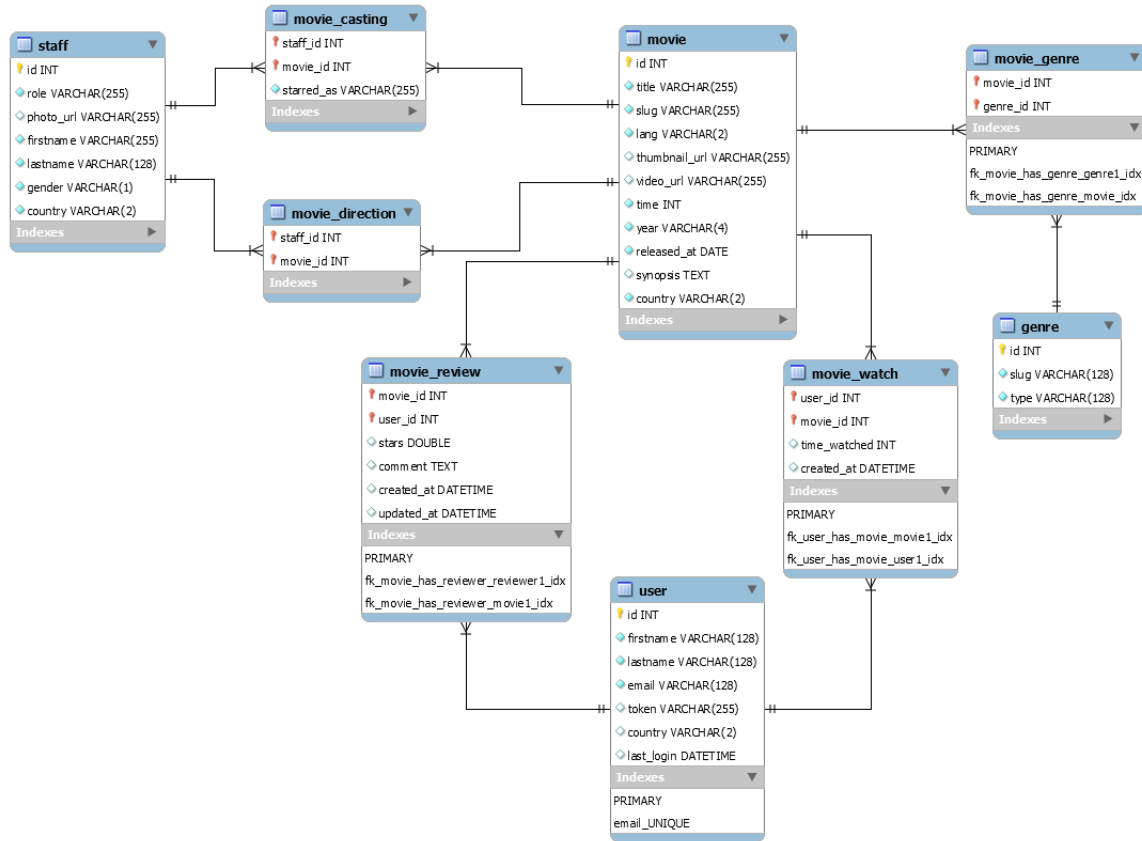 staff
id INT
role VARCHAR(255)
photo_url VARCHAR(255)
firstname VARCHAR(255)
lastname VARCHAR(128)
gender VARCHAR(1)
country VARCHAR(2)
Indexes
movie_casting
staff_id INT
movie_id INT
starred_as VARCHAR(255)
Indexes
movie_direction
staff_id INT
movie_id INT
Indexes
movie
id INT
title VARCHAR(255)
slug VARCHAR(255)
lang VARCHAR(2)
thumbnail_url VARCHAR(255)
video_url VARCHAR(255)
time INT
year VARCHAR(4)
released_at DATE
synopsis TEXT
country VARCHAR(2)
Indexes
movie_genre
movie_id INT
genre_id INT
Indexes
PRIMARY
fk_movie_has_genre_genre1_idx
fk_movie_has_genre_movie_idx
genre
id INT
slug VARCHAR(128)
type VARCHAR(128)
Indexes
movie_review
movie_id INT
user_id INT
stars DOUBLE
comment TEXT
created_at DATETIME
updated_at DATETIME
Indexes
PRIMARY
fk_movie_has_reviewer_reviewer1_idx
fk_movie_has_reviewer_movie1_idx
movie_watch
user_id INT
movie_id INT
time_watched INT
created_at DATETIME
Indexes
PRIMARY
fk_user_has_movie_movie1_idx
fk_user_has_movie_user1_idx
user
id INT
firstname VARCHAR(128)
lastname VARCHAR(128)
email VARCHAR(128)
token VARCHAR(255)
country VARCHAR(2)
last_login DATETIME
Indexes
PRIMARY
email_UNIQUE